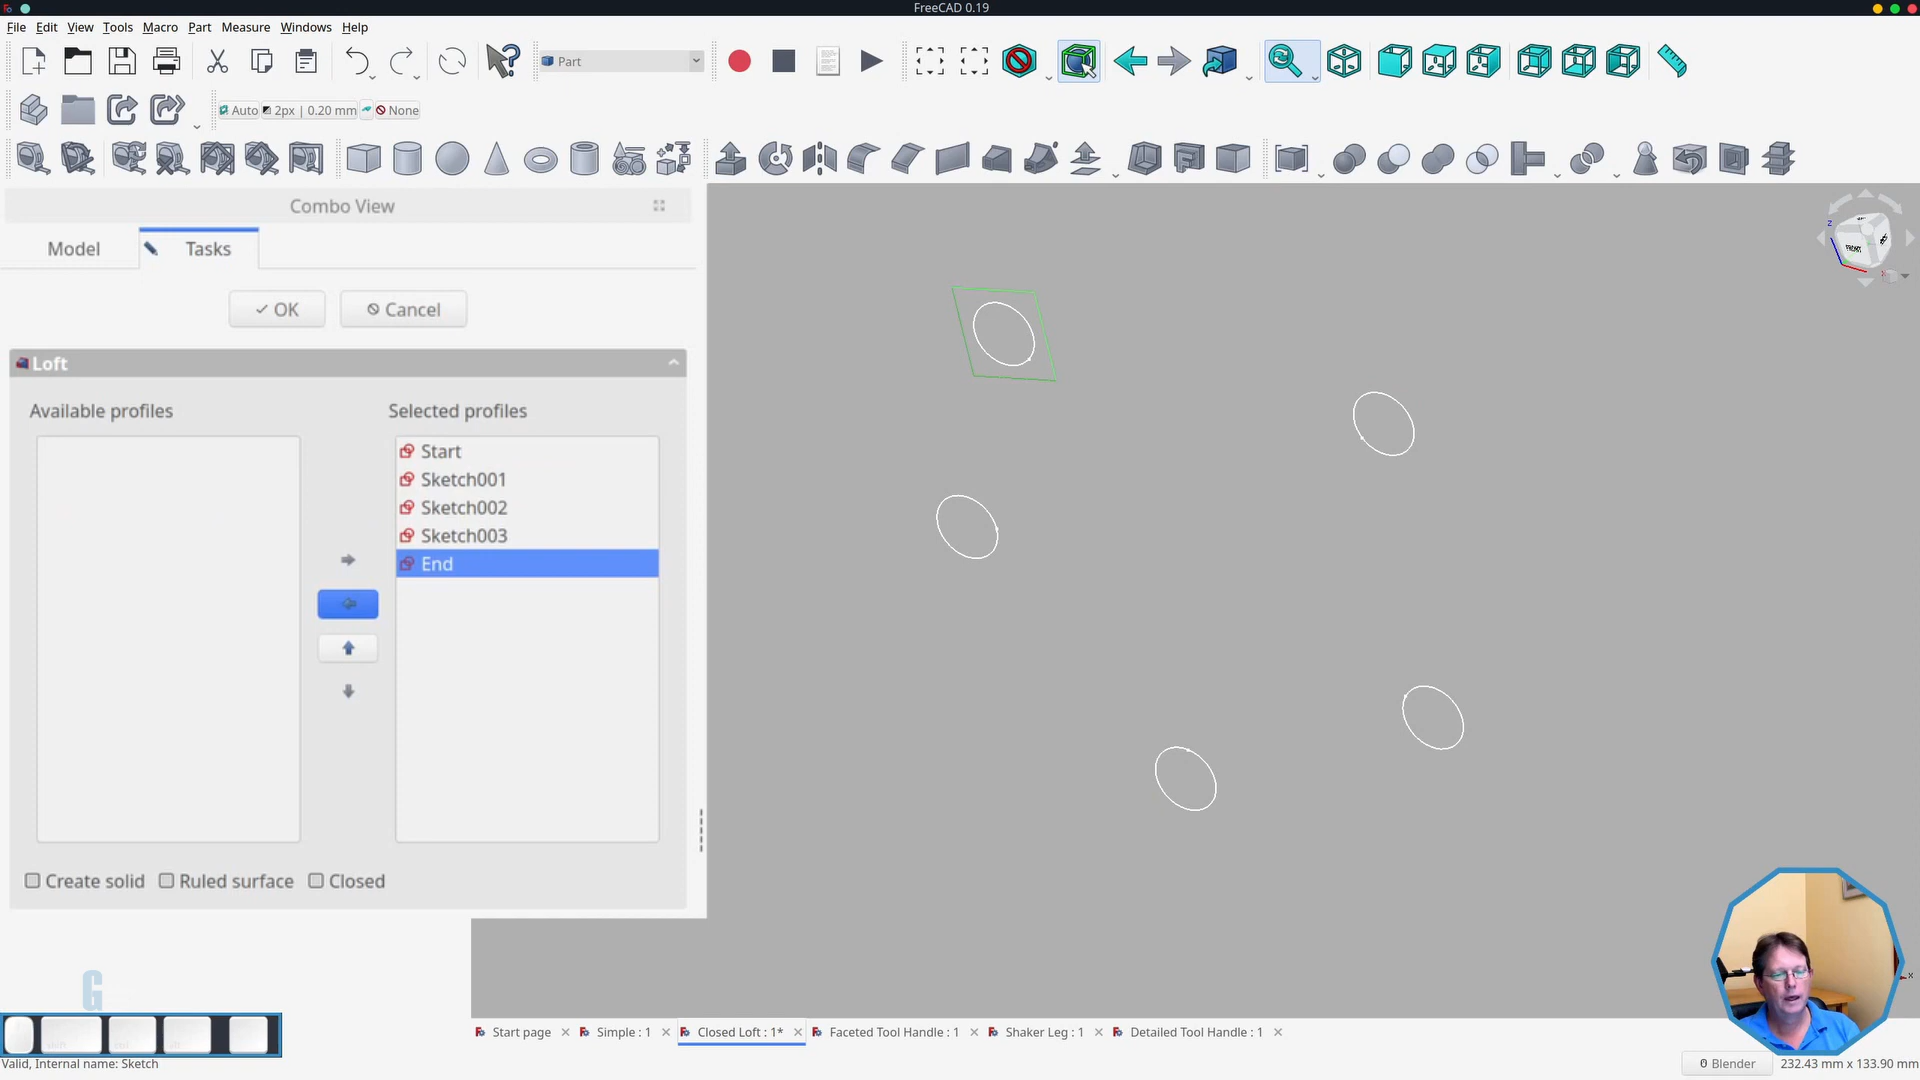 FreeCAD 0.19
File Edit View Tools Macro Part Measure Windows Help
Part
Auto 2px | 0.20 mm None
Combo View
Model Tasks
OK Cancel
Loft
Available profiles Selected profiles
Start
Sketch001
Sketch002
Sketch003
End
Create solid Ruled surface Closed
FRONT
Z
G
Start page Simple : 1 Closed Loft : 1* Faceted Tool Handle : 1 Shaker Leg : 1 Detailed Tool Handle : 1
Valid, Internal name: Sketch
Blender 232.43 mm x 133.90 mm